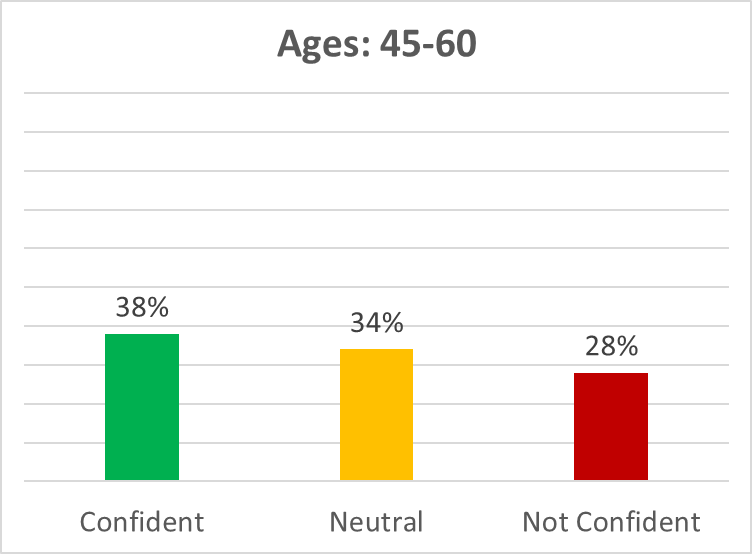 Ages: 45-60
38%
34%
28%
Confident
Neutral
Not Confident